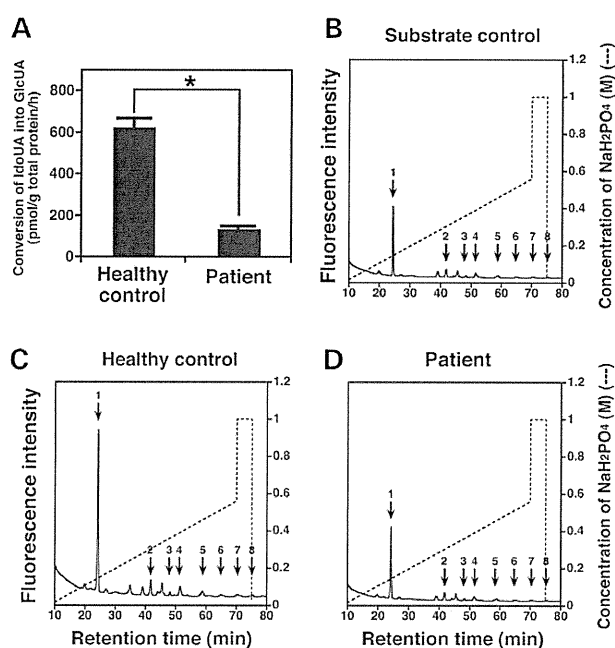 A
Conversion of IdoUA into GlcUA
(pmol/g total protein/h)
800
600
400
200
0
*
Healthy
control
Patient
B
Substrate control
Fluorescence intensity
Concentration of NaH2PO4 (M) (---)
1.2
1
0.8
0.6
0.4
0.2
0
1
2 3 4 5 6 7 8
10 20 30 40 50 60 70 80
C
Healthy control
Fluorescence intensity
1.2
1
0.8
0.6
0.4
0.2
0
1
2 3 4 5 6 7 8
10 20 30 40 50 60 70 80
Retention time (min)
D
Patient
Concentration of NaH2PO4 (M) (---)
1.2
1
0.8
0.6
0.4
0.2
0
1
2 3 4 5 6 7 8
10 20 30 40 50 60 70 80
Retention time (min)